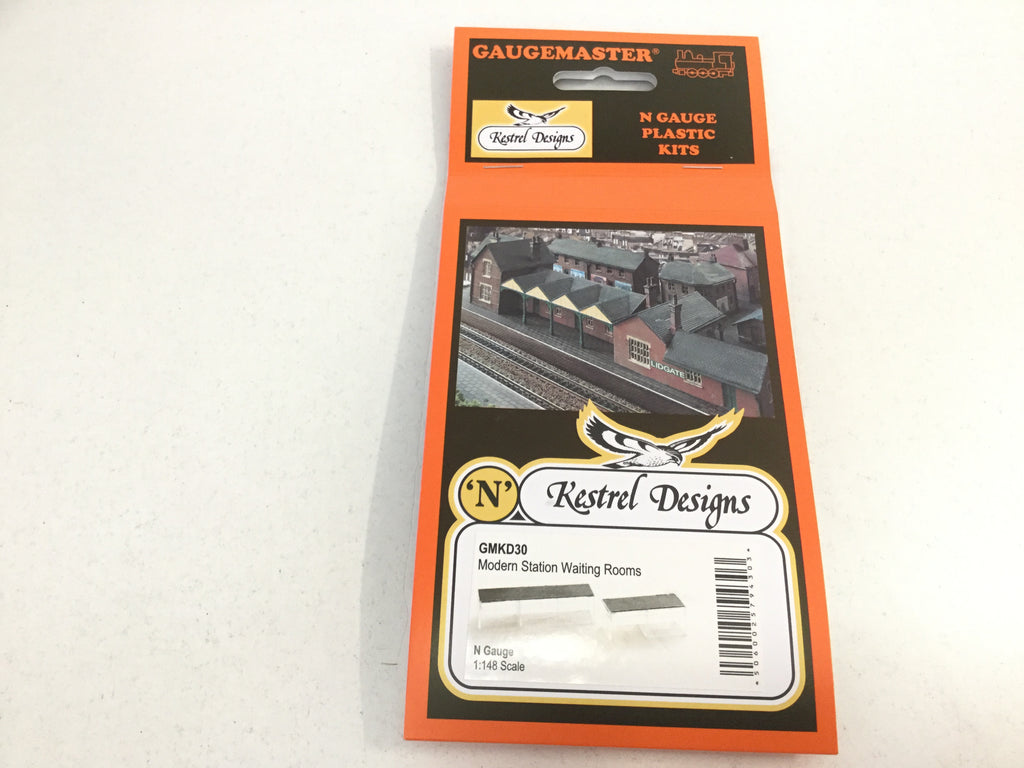 GAUGEMASTER®
Kestrel Designs
N GAUGE
PLASTIC
KITS
LIDGATE
'N'
Kestrel Designs
GMKD30
Modern Station Waiting Rooms
N Gauge
1:148 Scale